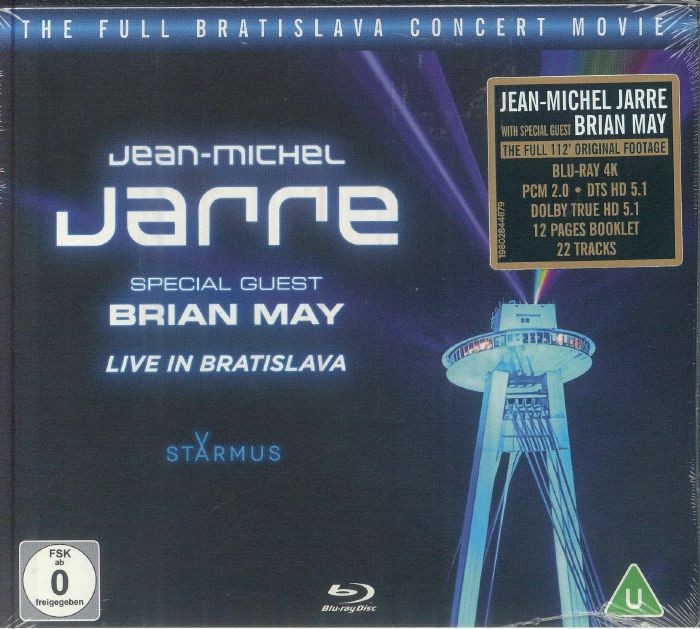 THE FULL BRATISLAVA CONCERT MOVIE
Jean-Michel
Jarre
SPECIAL GUEST
BRIAN MAY
LIVE IN BRATISLAVA
STARMUS
JEAN-MICHEL JARRE
WITH SPECIAL GUEST BRIAN MAY
THE FULL 112' ORIGINAL FOOTAGE
BLU-RAY 4K
PCM 2.0 • DTS HD 5.1
DOLBY TRUE HD 5.1
12 PAGES BOOKLET
22 TRACKS
19802844879
FSK
ab
0
freigegeben
Blu-ray Disc
U